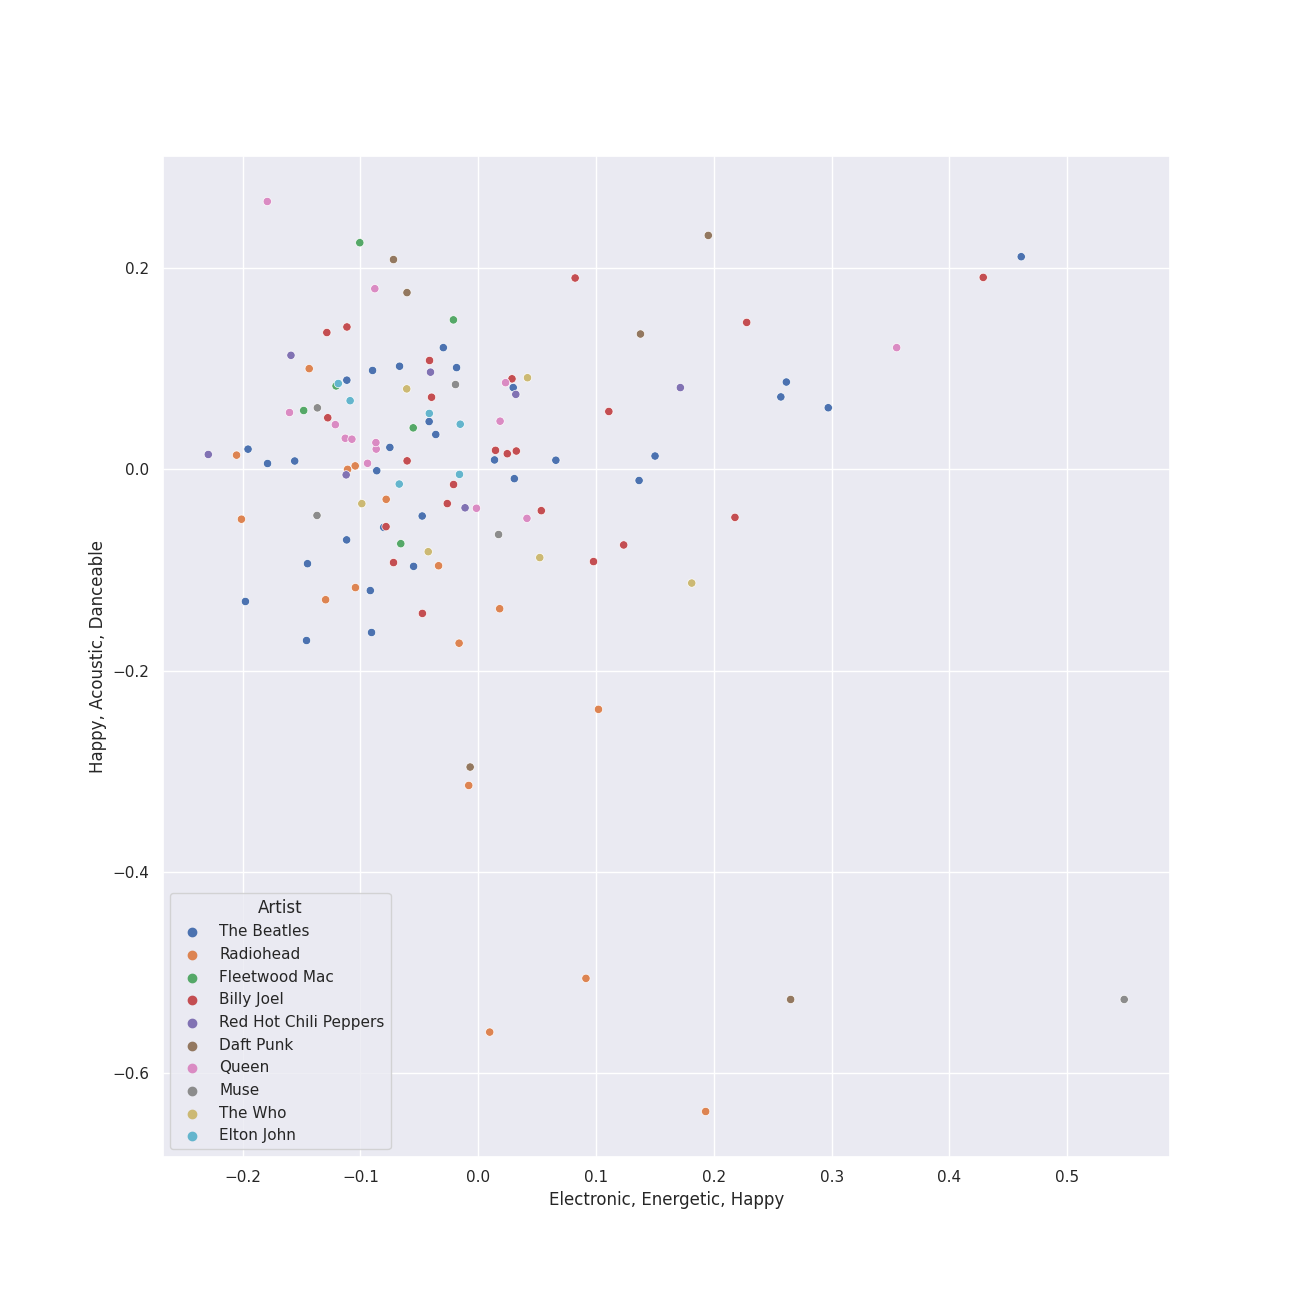 0.2
0.0
−0.2
−0.4
−0.6
Happy, Acoustic, Danceable
Artist
The Beatles
Radiohead
Fleetwood Mac
Billy Joel
Red Hot Chili Peppers
Daft Punk
Queen
Muse
The Who
Elton John
−0.2 −0.1 0.0 0.1 0.2 0.3 0.4 0.5
Electronic, Energetic, Happy